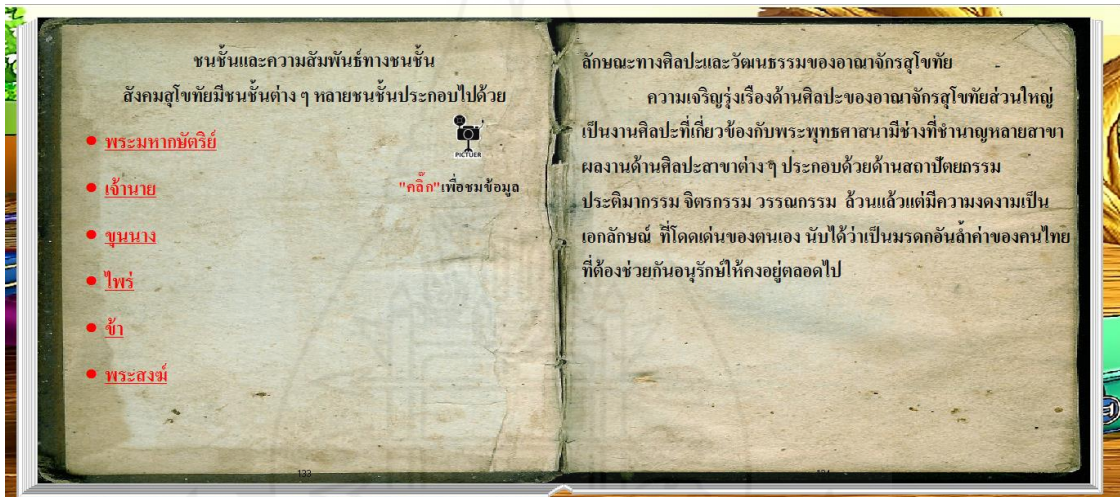 ชนชั้นและความสัมพันธ์ทางชนชั้น
สังคมสุโขทัยมีชนชั้นต่าง ๆ หลายชนชั้นประกอบไปด้วย
พระมหากษัตริย์
PICTUER
เจ้านาย
"คลิ๊ก"เพื่อชมข้อมูล
ขุนนาง
ไพร่
ข้า
พระสงฆ์
133
ลักษณะทางศิลปะและวัฒนธรรมของอาณาจักรสุโขทัย
ความเจริญรุ่งเรืองด้านศิลปะของอาณาจักรสุโขทัยส่วนใหญ่
เป็นงานศิลปะที่เกี่ยวข้องกับพระพุทธศาสนามีช่างที่ชำนาญหลายสาขา
ผลงานด้านศิลปะสาขาต่าง ๆ ประกอบด้วยด้านสถาปัตยกรรม
ประติมากรรม จิตรกรรม วรรณกรรม ล้วนแล้วแต่มีความงดงามเป็น
เอกลักษณ์ ที่โดดเด่นของตนเอง นับได้ว่าเป็นมรดกอันล้ำค่าของคนไทย
ที่ต้องช่วยกันอนุรักษ์ให้คงอยู่ตลอดไป